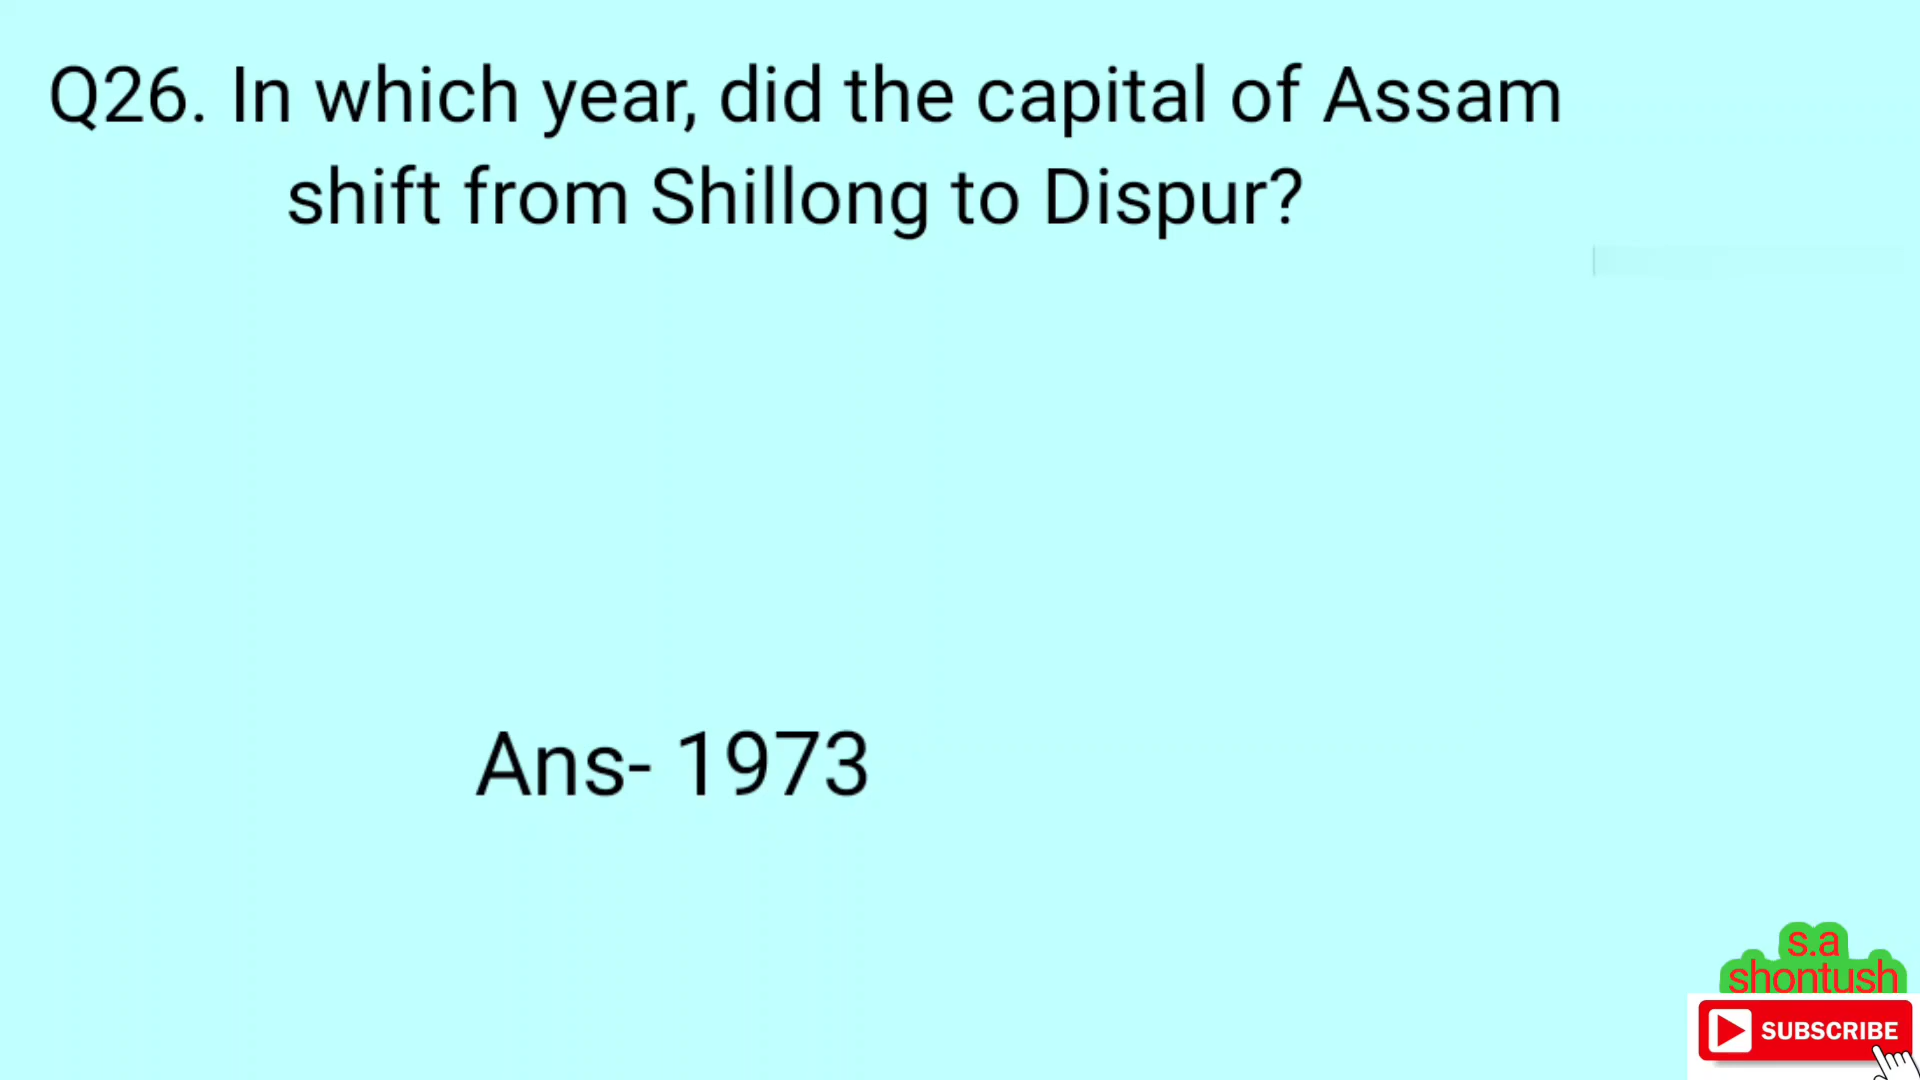 Q26. In which year, did the capital of Assam
shift from Shillong to Dispur?
Ans- 1973
s.a
shontush
SUBSCRIBE